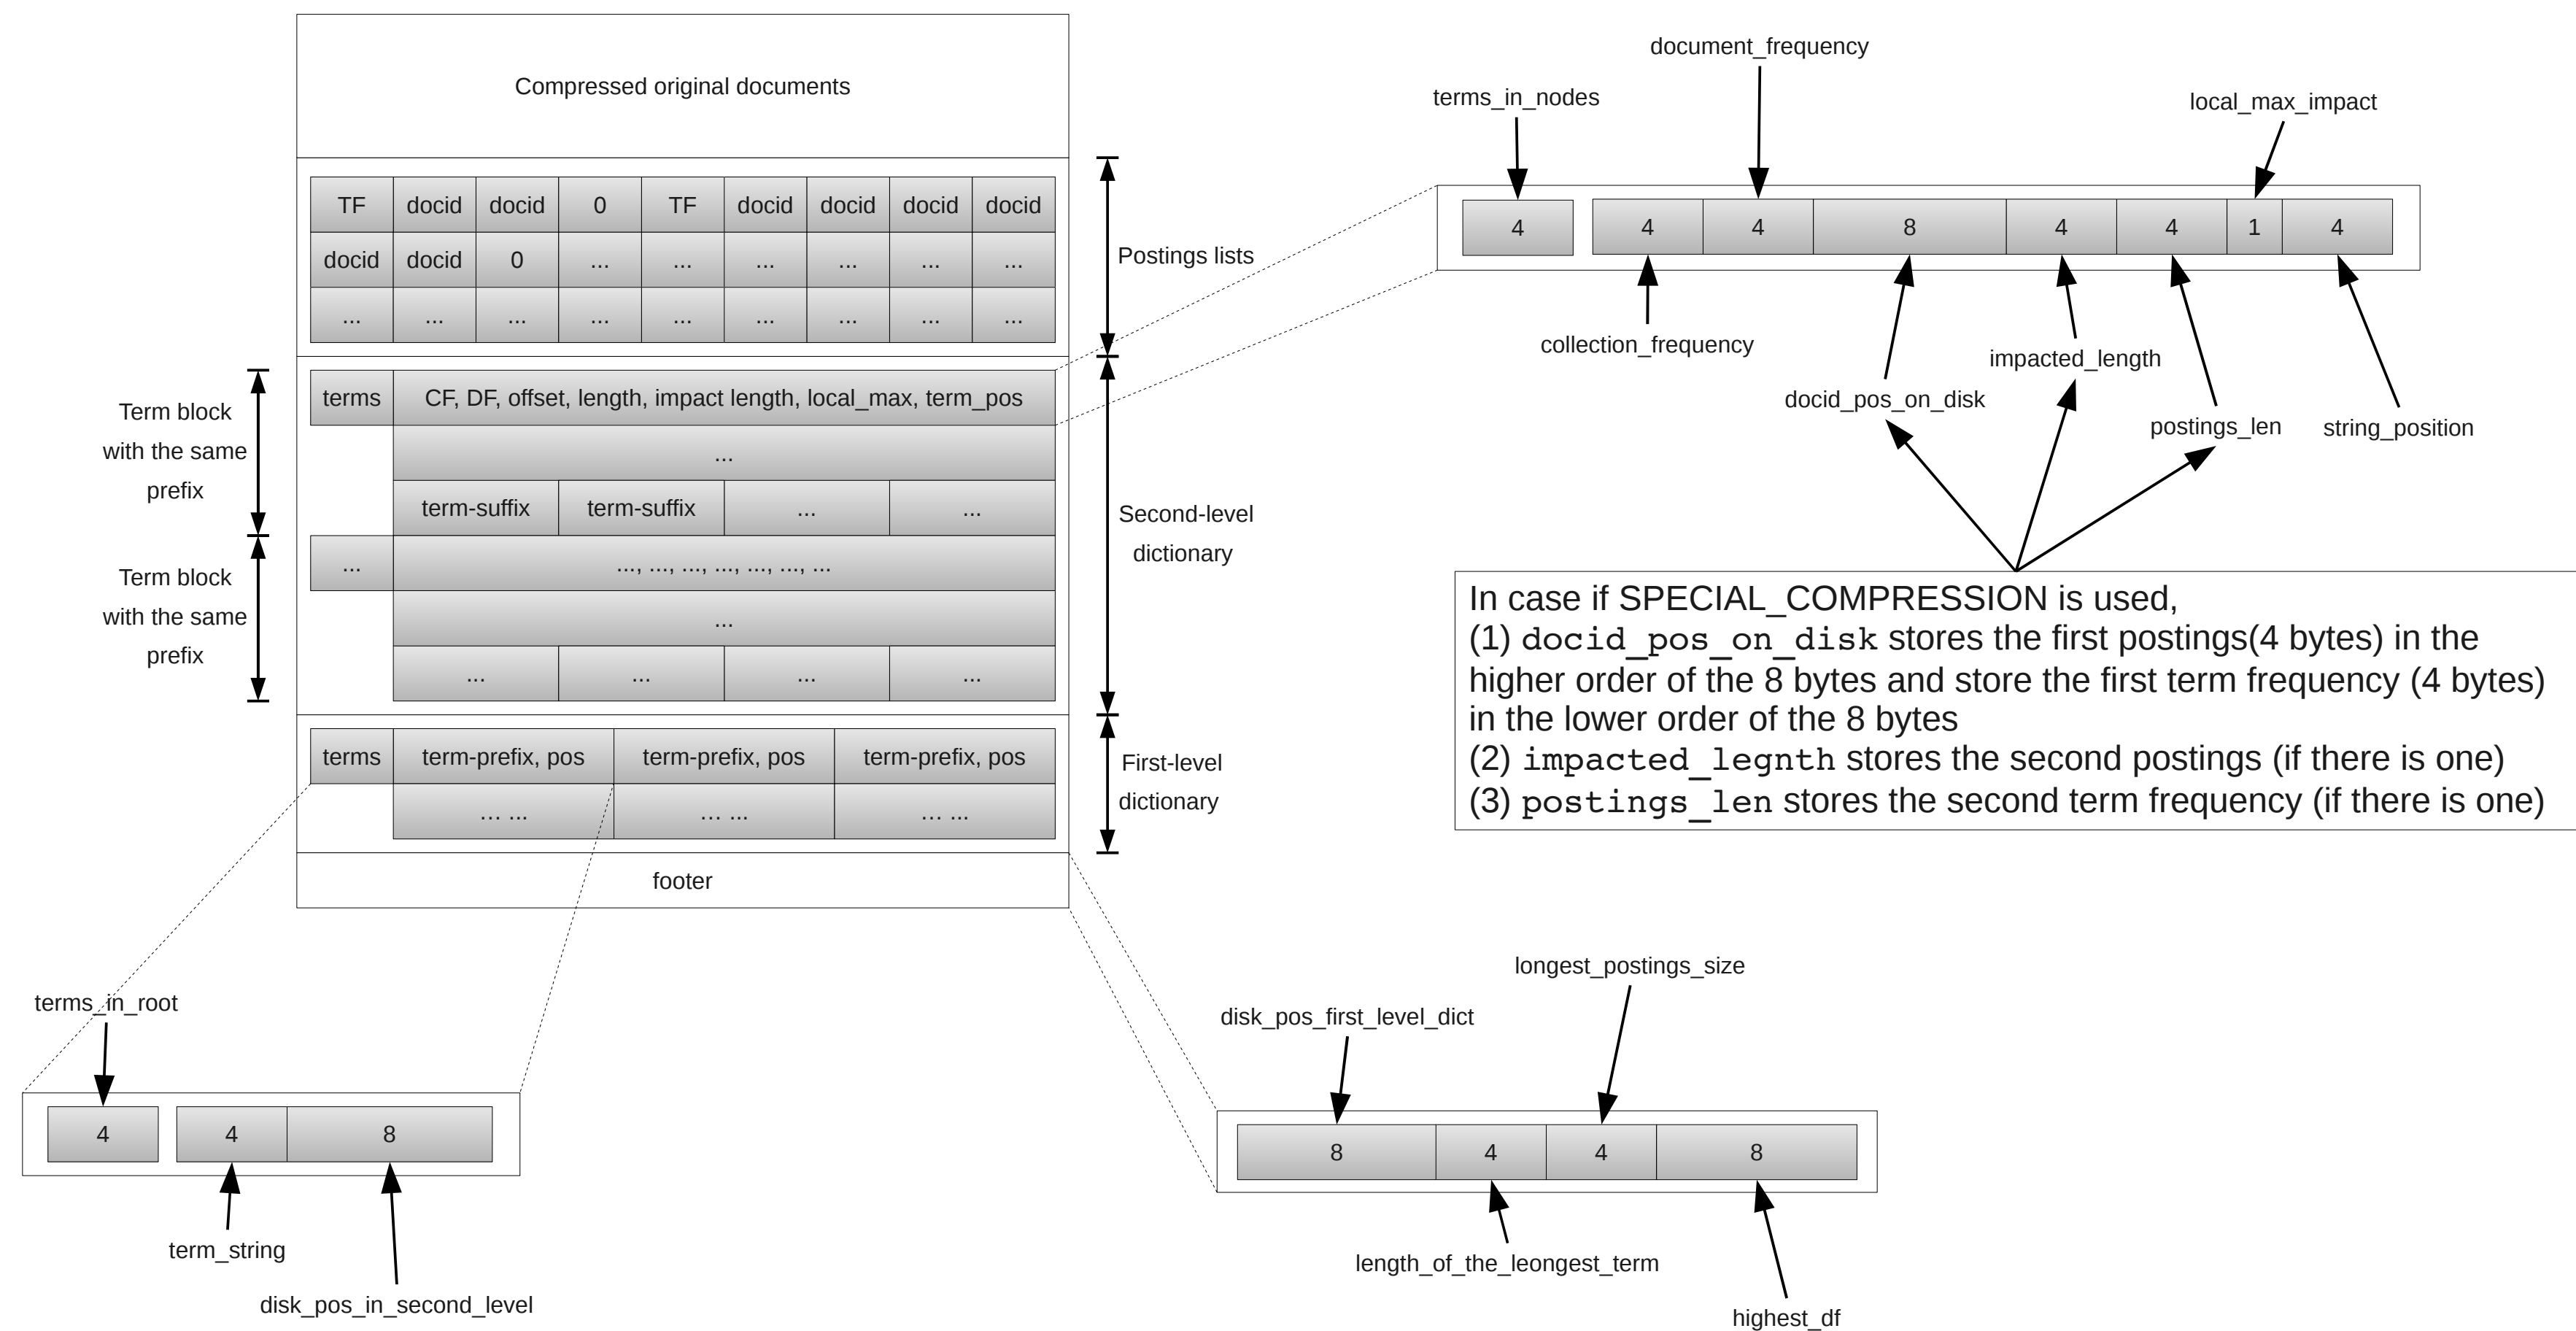 Compressed original documents
TF docid docid 0 TF docid docid docid docid
docid docid 0 ... ... ... ... ... ...
... ... ... ... ... ... ... ... ...
Postings lists
Term block
with the same
prefix
terms CF, DF, offset, length, impact length, local_max, term_pos
...
term-suffix term-suffix ... ...
Term block
with the same
prefix
... ..., ..., ..., ..., ..., ..., ...
...
... ... ... ...
Second-level
dictionary
terms term-prefix, pos term-prefix, pos term-prefix, pos
... ... ... ... ... ...
First-level
dictionary
footer
document_frequency
terms_in_nodes
local_max_impact
4 4 4 8 4 4 1 4
collection_frequency
impacted_length
docid_pos_on_disk
postings_len
string_position
In case if SPECIAL_COMPRESSION is used,
(1) docid_pos_on_disk stores the first postings(4 bytes) in the
higher order of the 8 bytes and store the first term frequency (4 bytes)
in the lower order of the 8 bytes
(2) impacted_legnth stores the second postings (if there is one)
(3) postings_len stores the second term frequency (if there is one)
terms_in_root
4 4 8
term_string
disk_pos_in_second_level
longest_postings_size
disk_pos_first_level_dict
8 4 4 8
length_of_the_leongest_term
highest_df